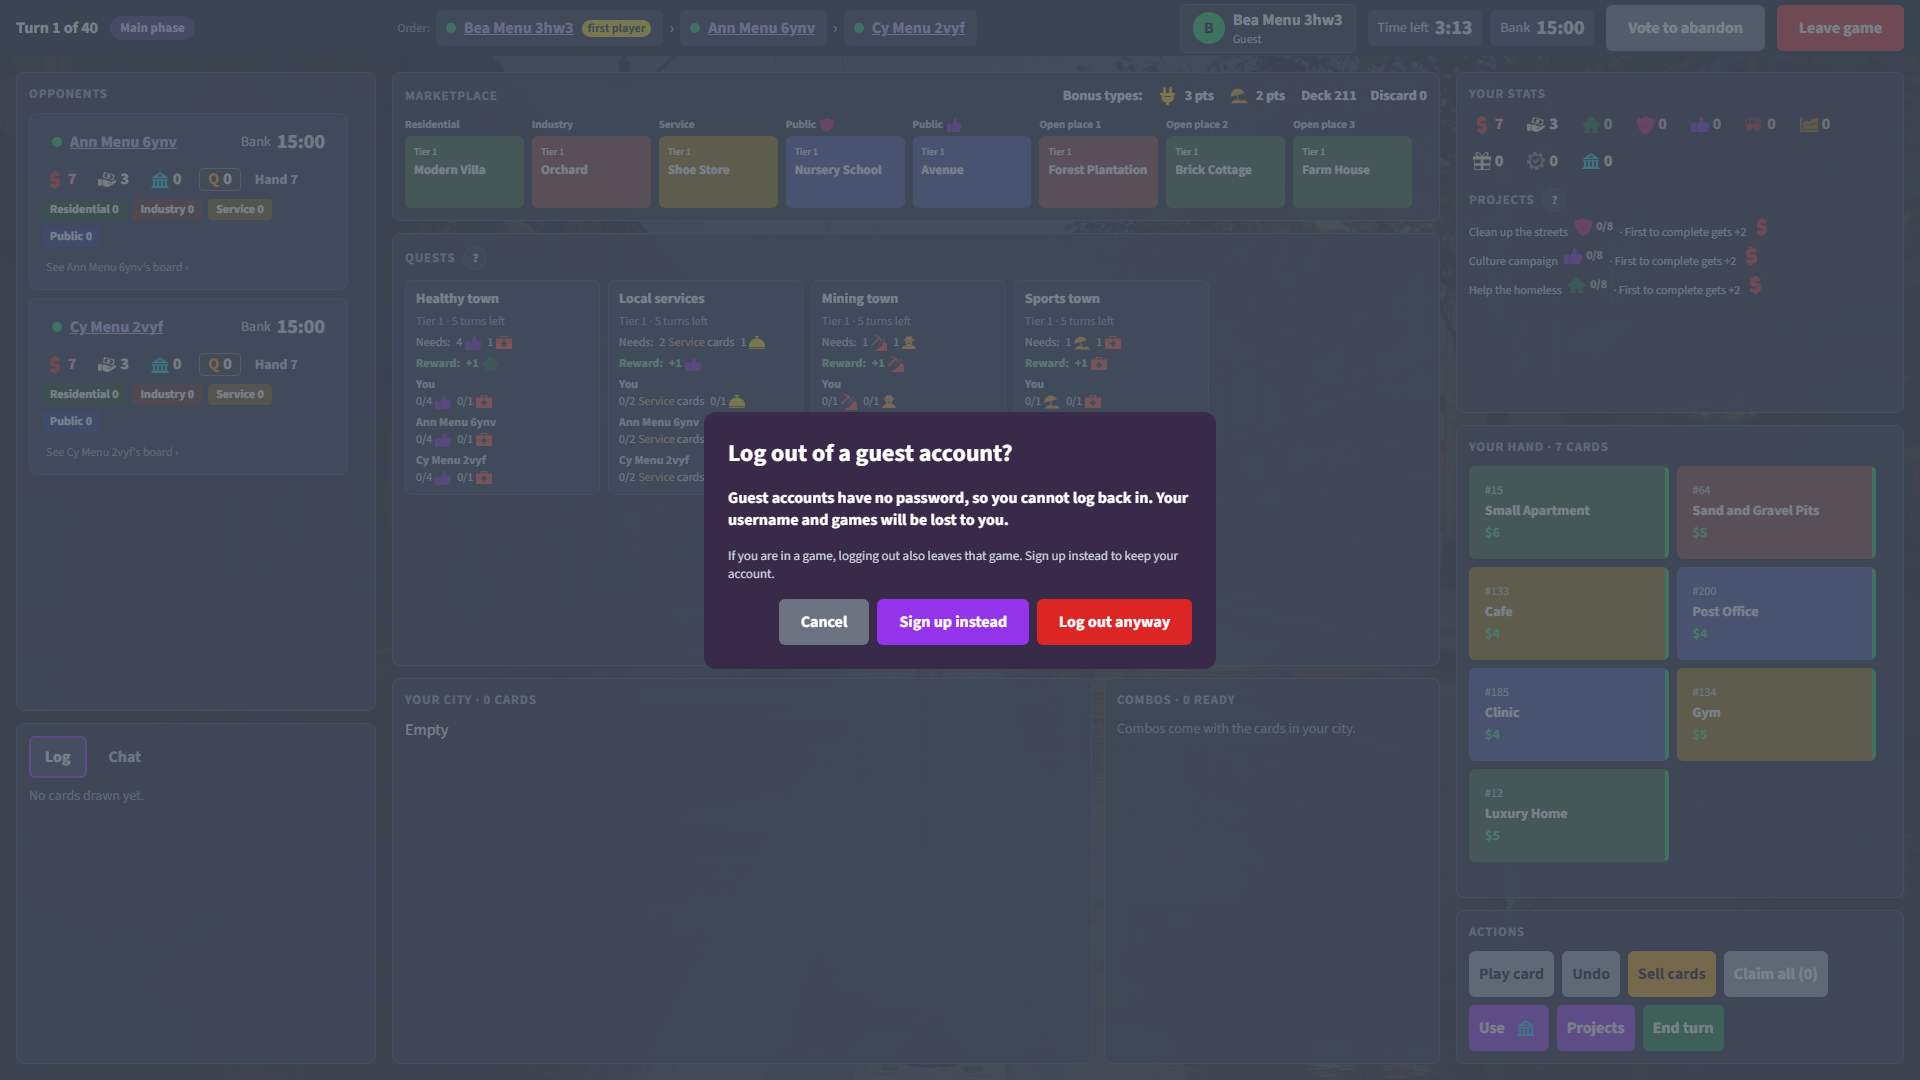 Turn 1 of 40 Main phase
Order: Bea Menu 3hw3 first player › Ann Menu 6ynv › Cy Menu 2vyf
B Bea Menu 3hw3
Guest
Time left 3:13 Bank 15:00 Vote to abandon Leave game
OPPONENTS
Ann Menu 6ynv Bank 15:00
7 3 0 Q 0 Hand 7
Residential 0 Industry 0 Service 0
Public 0
See Ann Menu 6ynv's board ›
Cy Menu 2vyf Bank 15:00
7 3 0 Q 0 Hand 7
Residential 0 Industry 0 Service 0
Public 0
See Cy Menu 2vyf's board ›
Log Chat
No cards drawn yet.
MARKETPLACE Bonus types: 3 pts 2 pts Deck 211 Discard 0
Residential Industry Service Public Public Open place 1 Open place 2 Open place 3
Tier 1 Tier 1 Tier 1 Tier 1 Tier 1 Tier 1 Tier 1 Tier 1
Modern Villa Orchard Shoe Store Nursery School Avenue Forest Plantation Brick Cottage Farm House
QUESTS ?
Healthy town
Tier 1 · 5 turns left
Needs: 4 1
Reward: +1
You
0/4 0/1
Ann Menu 6ynv
0/4 0/1
Cy Menu 2vyf
0/4 0/1
Local services
Tier 1 · 5 turns left
Needs: 2 Service cards 1
Reward: +1
You
0/2 Service cards 0/1
Ann Menu 6ynv
0/2 Service cards
Cy Menu 2vyf
0/2 Service cards
Mining town
Tier 1 · 5 turns left
Needs: 1 1
Reward: +1
You
0/1 0/1
Sports town
Tier 1 · 5 turns left
Needs: 1 1
Reward: +1
You
0/1 0/1
Log out of a guest account?
Guest accounts have no password, so you cannot log back in. Your
username and games will be lost to you.
If you are in a game, logging out also leaves that game. Sign up instead to keep your
account.
Cancel Sign up instead Log out anyway
YOUR CITY · 0 CARDS
Empty
COMBOS · 0 READY
Combos come with the cards in your city.
YOUR STATS
$ 7 3 0 0 0 0 0
0 0 0
PROJECTS ?
Clean up the streets 0/8 · First to complete gets +2 $
Culture campaign 0/8 · First to complete gets +2 $
Help the homeless 0/8 · First to complete gets +2 $
YOUR HAND · 7 CARDS
#15
Small Apartment
$6
#64
Sand and Gravel Pits
$5
#133
Cafe
$4
#200
Post Office
$4
#185
Clinic
$4
#134
Gym
$5
#12
Luxury Home
$5
ACTIONS
Play card Undo Sell cards Claim all (0)
Use Projects End turn